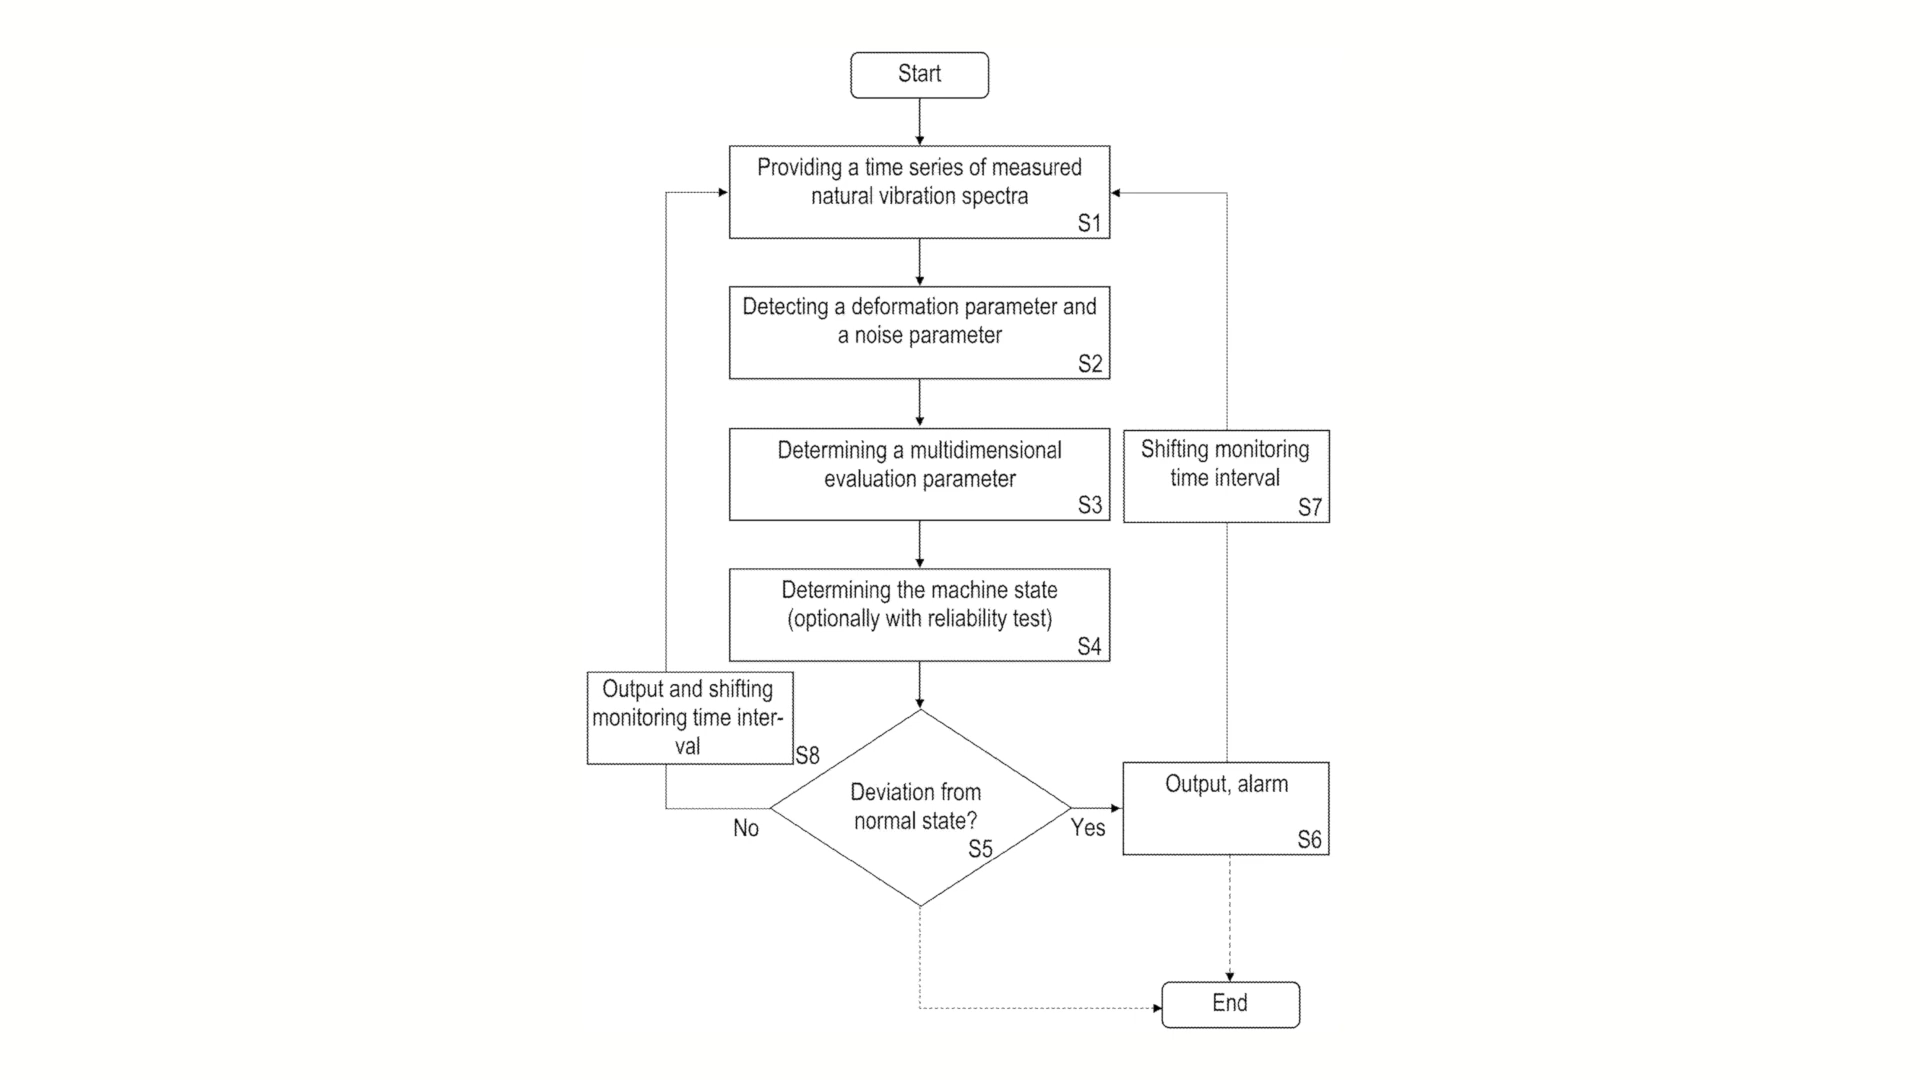 Start
Providing a time series of measured
natural vibration spectra
S1
Detecting a deformation parameter and
a noise parameter
S2
Determining a multidimensional
evaluation parameter
S3
Shifting monitoring
time interval
S7
Determining the machine state
(optionally with reliability test)
S4
Output and shifting
monitoring time inter-
val
S8
Deviation from
normal state?
S5
No
Yes
Output, alarm
S6
End